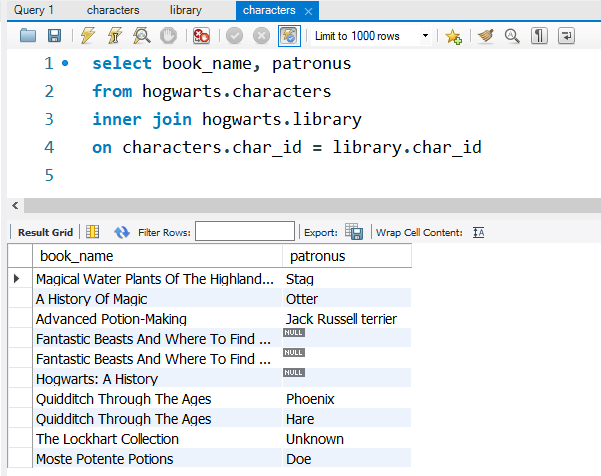 Query 1 characters library characters
Limit to 1000 rows
1 select book_name, patronus
2 from hogwarts.characters
3 inner join hogwarts.library
4 on characters.char_id = library.char_id
5
Result Grid Filter Rows: Export: Wrap Cell Content:
book_name patronus
Magical Water Plants Of The Highland... Stag
A History Of Magic Otter
Advanced Potion-Making Jack Russell terrier
Fantastic Beasts And Where To Find ... NULL
Fantastic Beasts And Where To Find ... NULL
Hogwarts: A History NULL
Quidditch Through The Ages Phoenix
Quidditch Through The Ages Hare
The Lockhart Collection Unknown
Moste Potente Potions Doe